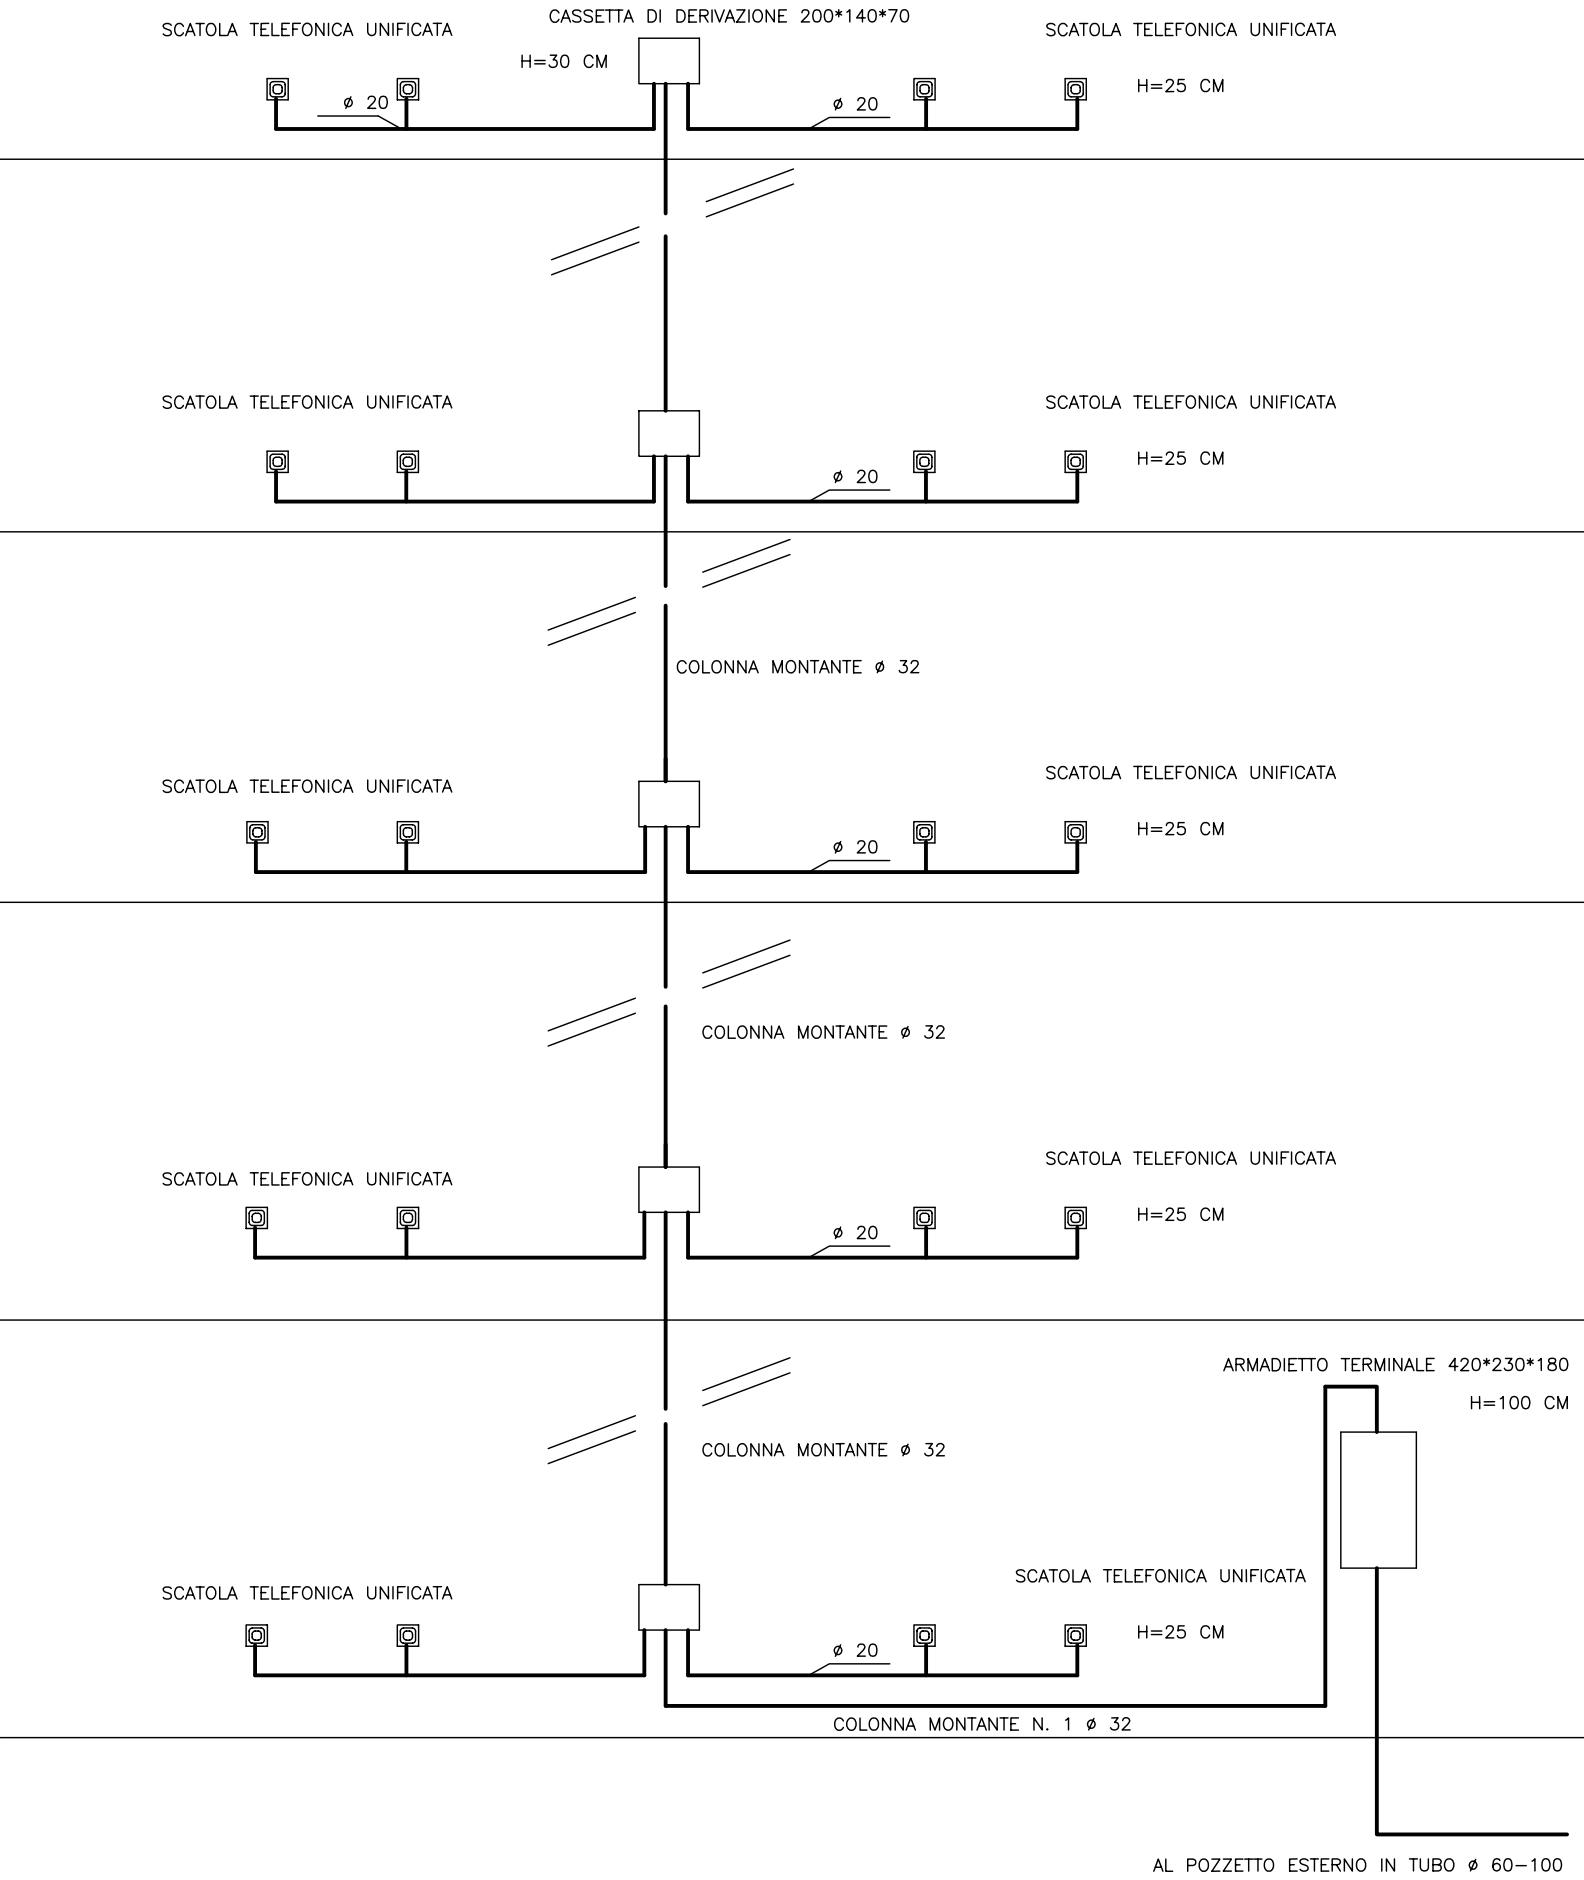 CASSETTA DI DERIVAZIONE 200*140*70
SCATOLA TELEFONICA UNIFICATA
SCATOLA TELEFONICA UNIFICATA
H=30 CM
H=25 CM
ø 20
ø 20
SCATOLA TELEFONICA UNIFICATA
SCATOLA TELEFONICA UNIFICATA
H=25 CM
ø 20
COLONNA MONTANTE ø 32
SCATOLA TELEFONICA UNIFICATA
SCATOLA TELEFONICA UNIFICATA
H=25 CM
ø 20
COLONNA MONTANTE ø 32
SCATOLA TELEFONICA UNIFICATA
SCATOLA TELEFONICA UNIFICATA
H=25 CM
ø 20
ARMADIETTO TERMINALE 420*230*180
H=100 CM
COLONNA MONTANTE ø 32
SCATOLA TELEFONICA UNIFICATA
SCATOLA TELEFONICA UNIFICATA
H=25 CM
ø 20
COLONNA MONTANTE N. 1 ø 32
AL POZZETTO ESTERNO IN TUBO ø 60-100